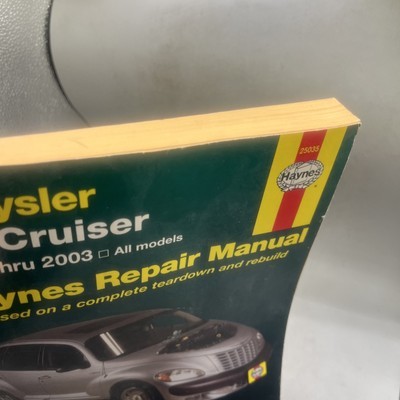 25035
Haynes
ysler
Cruiser
hru 2003 □ All models
ynes Repair Manual
sed on a complete teardown and rebuild